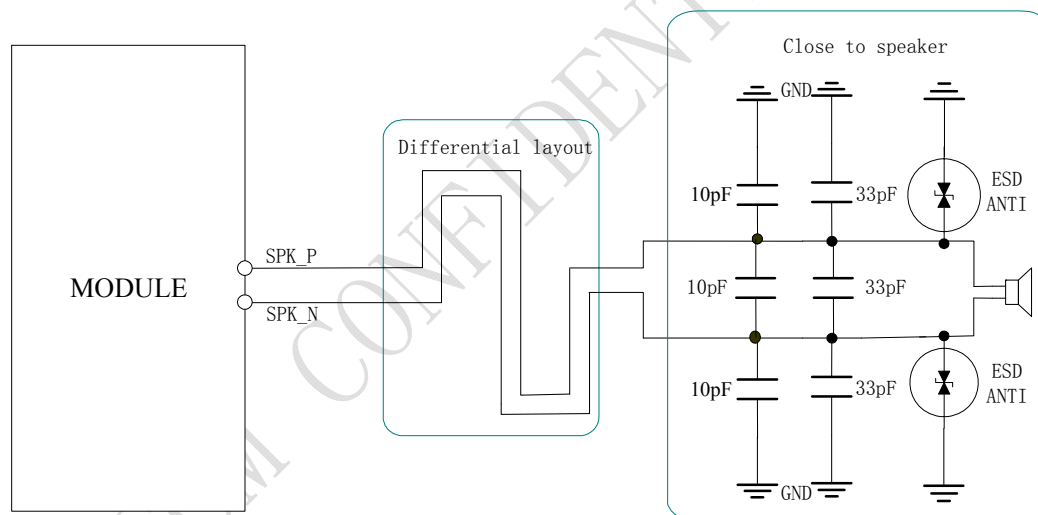 Close to speaker
GND
Differential layout
10pF
33pF
ESD
ANTI
SPK_P
MODULE
10pF
33pF
SPK_N
10pF
33pF
ESD
ANTI
GND
CONFIDENT